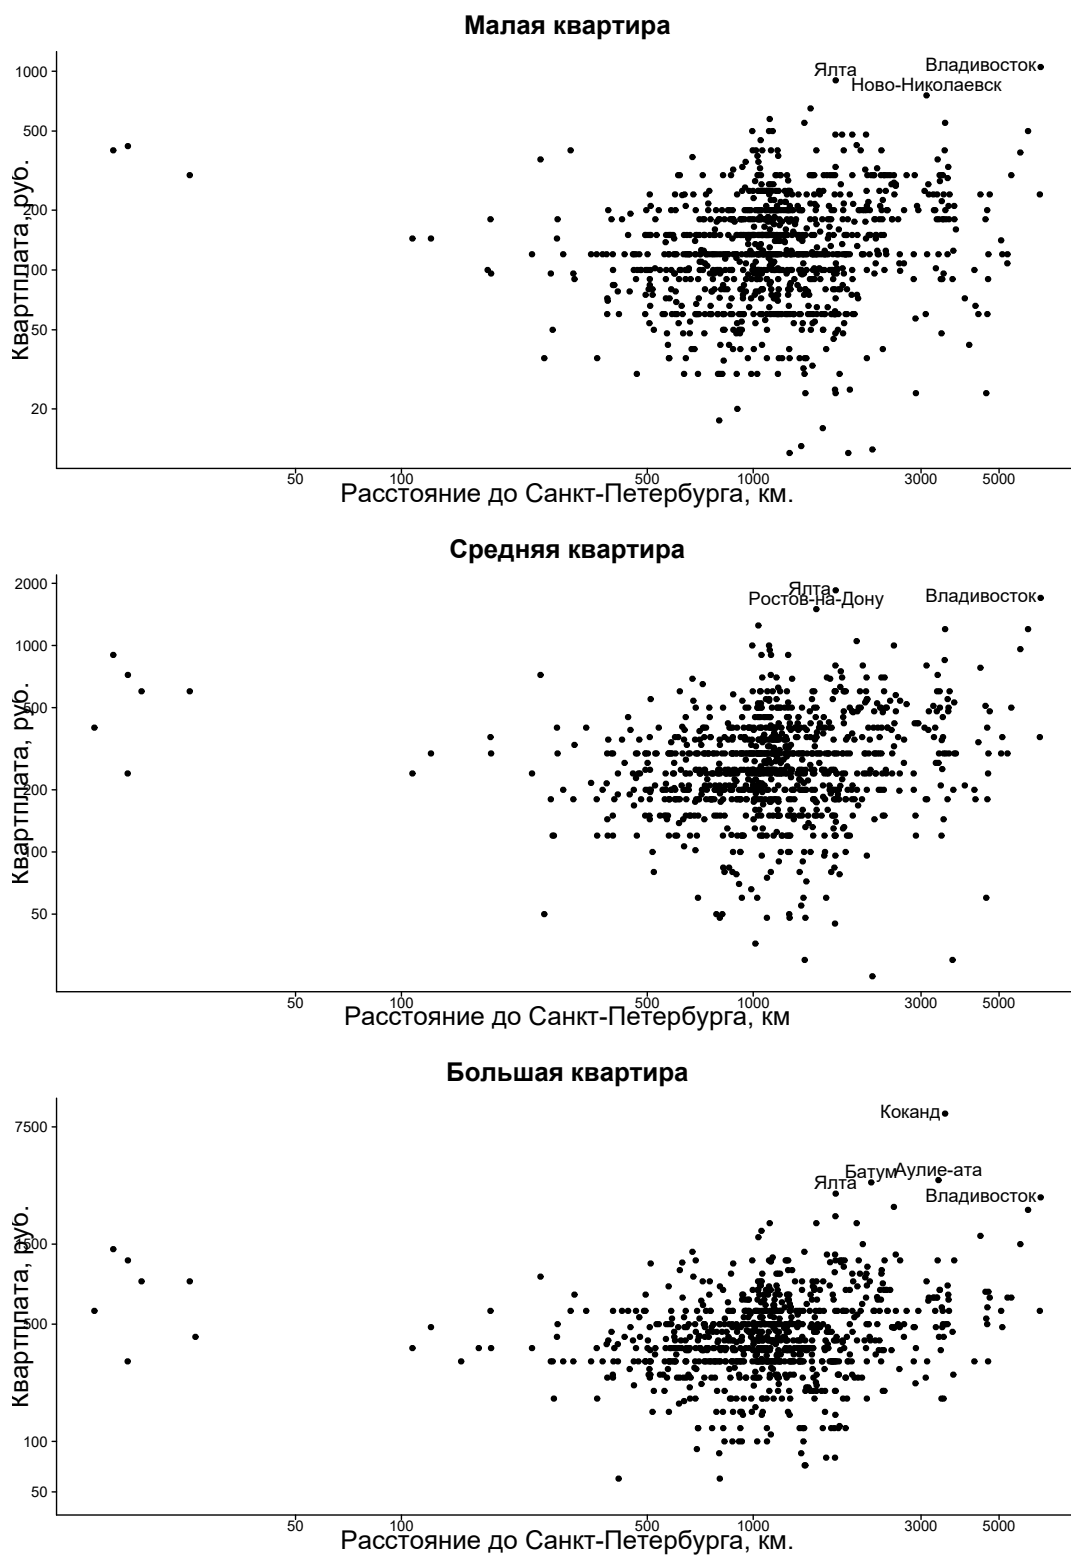 Малая квартира
Квартплата, руб.
1000
500
200
100
50
20
Ялта
Владивосток
Ново-Николаевск
50
100
500
1000
3000
5000
Расстояние до Санкт-Петербурга, км.
Средняя квартира
Квартплата, руб.
2000
1000
500
200
100
50
Ялта
Ростов-на-Дону
Владивосток
50
100
500
1000
3000
5000
Расстояние до Санкт-Петербурга, км
Большая квартира
Квартплата, руб.
7500
1500
500
100
50
Коканд
Батум
Аулие-ата
Ялта
Владивосток
50
100
500
1000
3000
5000
Расстояние до Санкт-Петербурга, км.